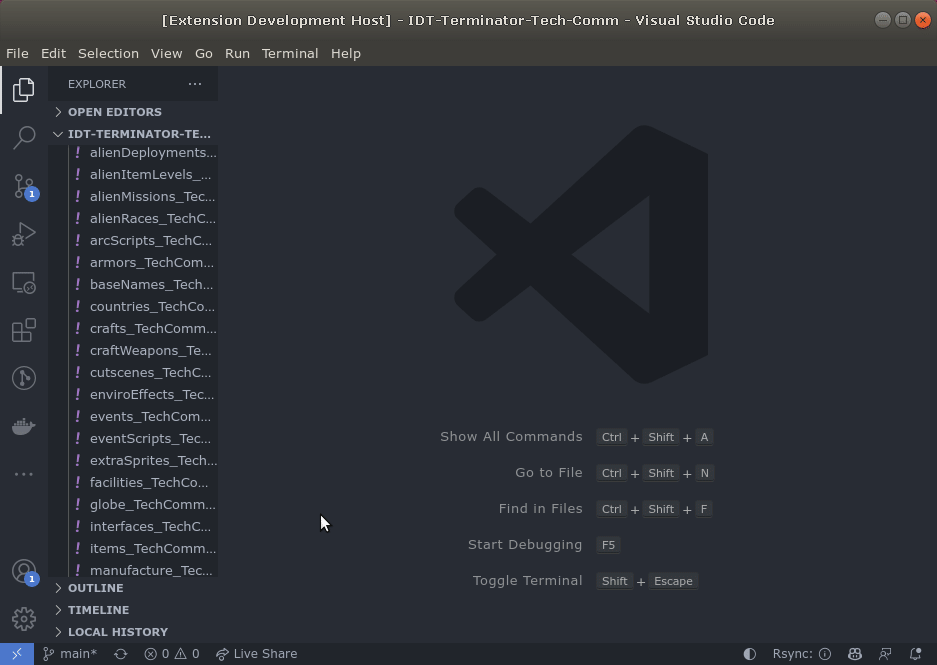 [Extension Development Host] - IDT-Terminator-Tech-Comm - Visual Studio Code
File Edit Selection View Go Run Terminal Help
EXPLORER
OPEN EDITORS
IDT-TERMINATOR-TE...
! alienDeployments...
! alienItemLevels_...
! alienMissions_Tec...
! alienRaces_TechC...
! arcScripts_TechC...
! armors_TechCom...
! baseNames_Tech...
! countries_TechCo...
! crafts_TechComm...
! craftWeapons_Te...
! cutscenes_TechC...
! enviroEffects_Tec...
! events_TechCom...
! eventScripts_Tec...
! extraSprites_Tech...
! facilities_TechCo...
! globe_TechComm...
! interfaces_TechC...
! items_TechComm...
! manufacture_Tec...
OUTLINE
TIMELINE
LOCAL HISTORY
1
1
Show All Commands Ctrl + Shift + A
Go to File Ctrl + Shift + N
Find in Files Ctrl + Shift + F
Start Debugging F5
Toggle Terminal Shift + Escape
main* 0 0 Live Share Rsync: